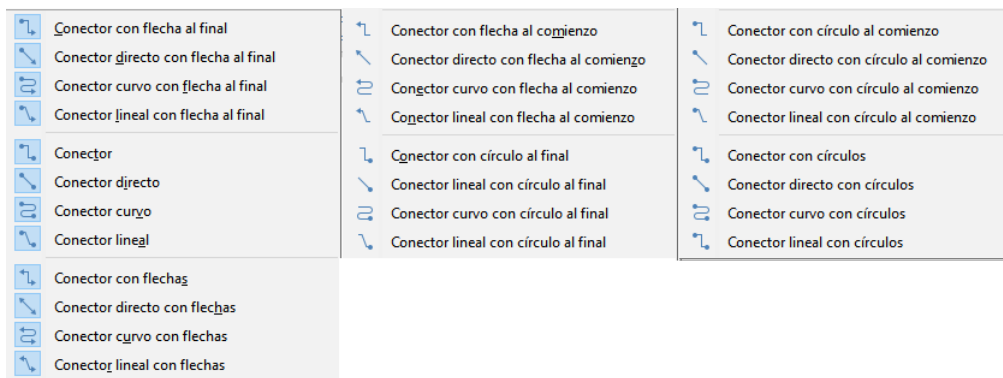 Conector con flecha al final
Conector directo con flecha al final
Conector curvo con flecha al final
Conector lineal con flecha al final
Conector
Conector directo
Conector curvo
Conector lineal
Conector con flechas
Conector directo con flechas
Conector curvo con flechas
Conector lineal con flechas
Conector con flecha al comienzo
Conector directo con flecha al comienzo
Conector curvo con flecha al comienzo
Conector lineal con flecha al comienzo
Conector con círculo al final
Conector lineal con círculo al final
Conector curvo con círculo al final
Conector lineal con círculo al final
Conector con círculo al comienzo
Conector directo con círculo al comienzo
Conector curvo con círculo al comienzo
Conector lineal con círculo al comienzo
Conector con círculos
Conector directo con círculos
Conector curvo con círculos
Conector lineal con círculos